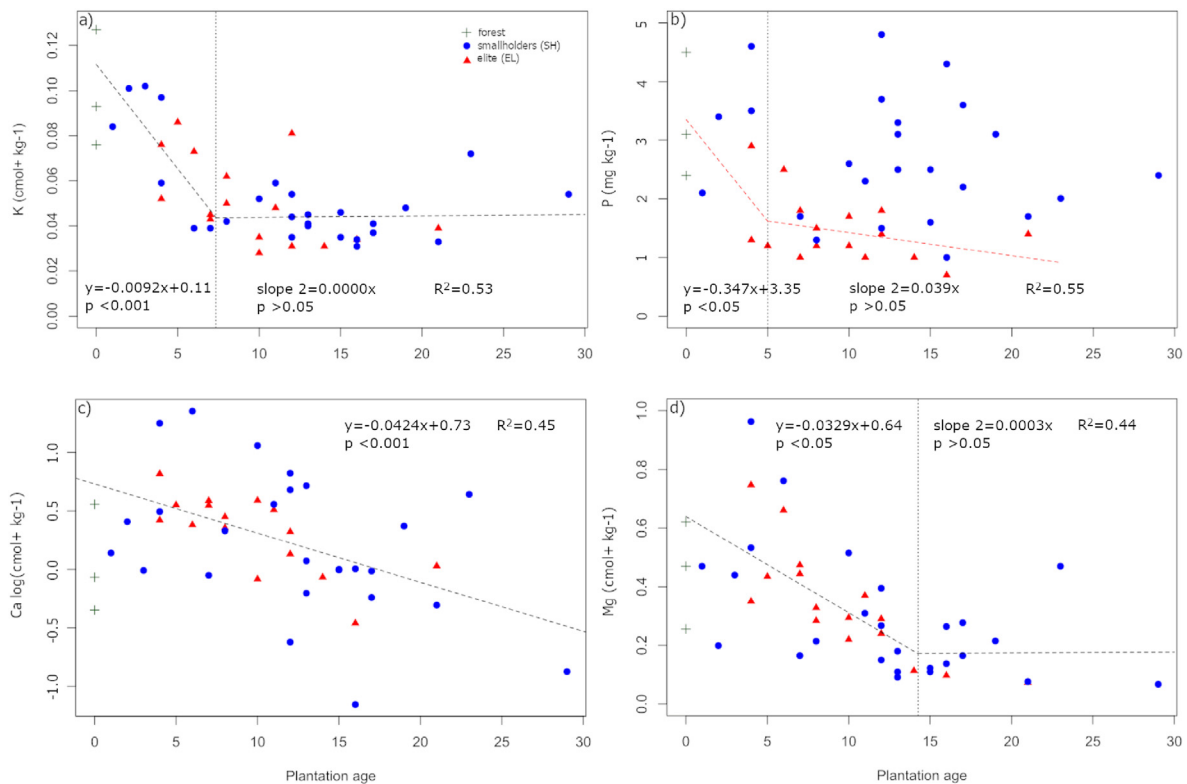 a)
+ forest
smallholders (SH)
elite (EL)
K (cmol+ kg-1)
0.12
0.10
0.08
0.06
0.04
0.02
0.00
y=-0.0092x+0.11
p <0.001
slope 2=0.0000x
p >0.05
R²=0.53
0 5 10 15 20 25 30
b)
P (mg kg-1)
5
4
3
2
1
0
y=-0.347x+3.35
p <0.05
slope 2=0.039x
p >0.05
R²=0.55
0 5 10 15 20 25 30
c)
Ca log(cmol+ kg-1)
1.0
0.5
0.0
-1.0
y=-0.0424x+0.73 R²=0.45
p <0.001
0 5 10 15 20 25 30
Plantation age
d)
Mg (cmol+ kg-1)
1.0
0.8
0.6
0.4
0.2
0.0
y=-0.0329x+0.64
p <0.05
slope 2=0.0003x
p >0.05
R²=0.44
0 5 10 15 20 25 30
Plantation age